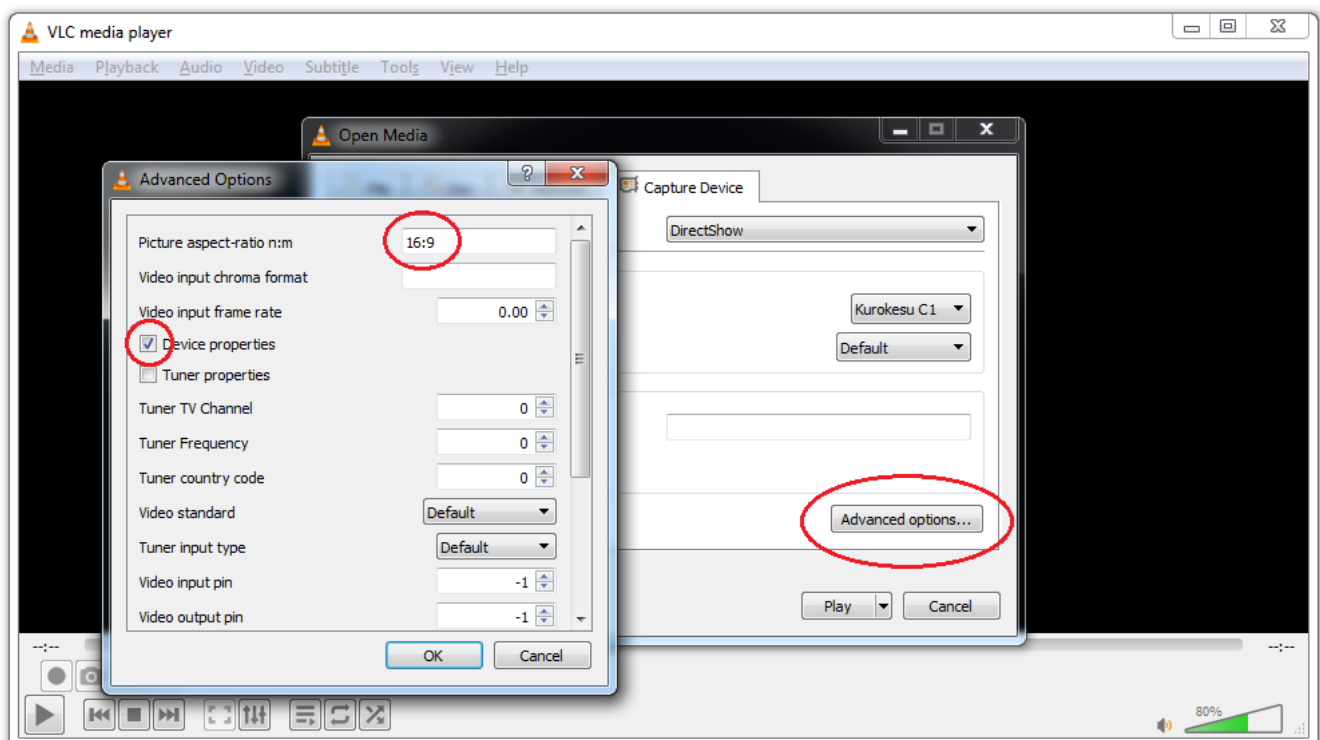 VLC media player
Media Playback Audio Video Subtitle Tools View Help
Open Media
Advanced Options
Capture Device
Picture aspect-ratio n:m 16:9
DirectShow
Video input chroma format
Video input frame rate 0.00
Kurokesu C1
Device properties
Default
Tuner properties
Tuner TV Channel 0
Tuner Frequency 0
Tuner country code 0
Video standard Default
Advanced options...
Tuner input type Default
Video input pin -1
Video output pin -1
Play Cancel
OK Cancel
--:-- --:--
80%